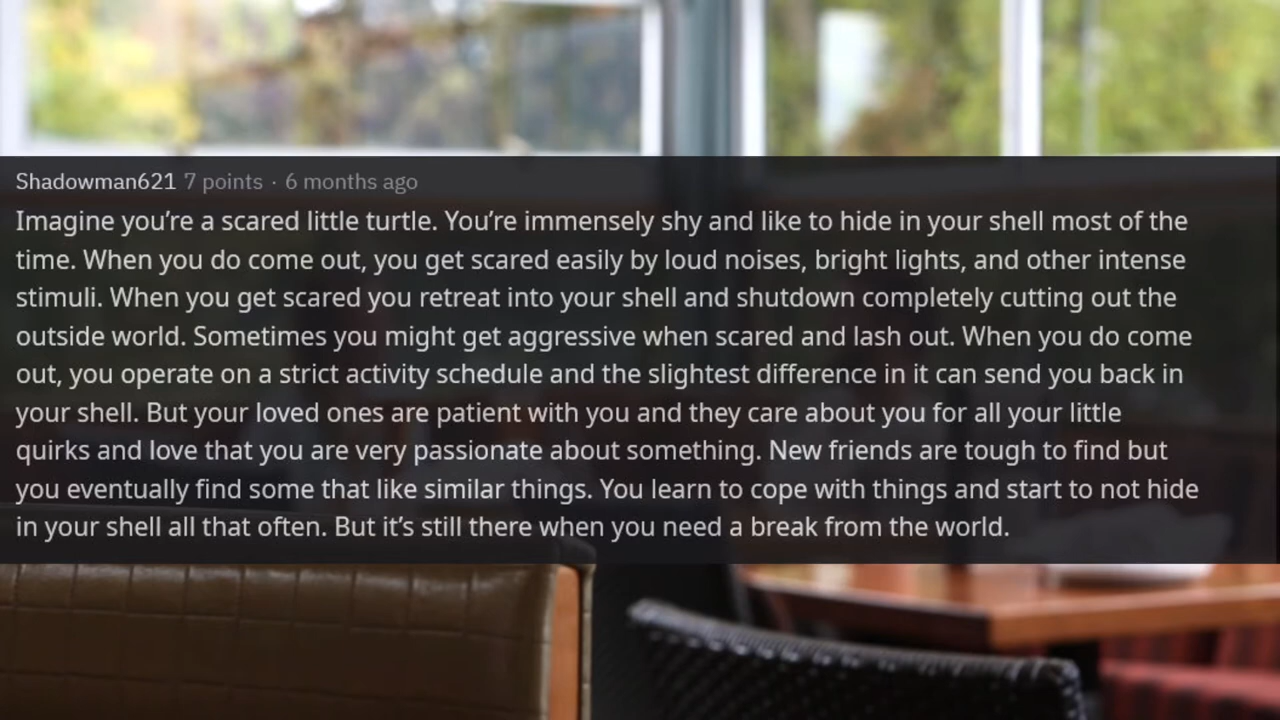 Shadowman621 7 points · 6 months ago
Imagine you’re a scared little turtle. You’re immensely shy and like to hide in your shell most of the
time. When you do come out, you get scared easily by loud noises, bright lights, and other intense
stimuli. When you get scared you retreat into your shell and shutdown completely cutting out the
outside world. Sometimes you might get aggressive when scared and lash out. When you do come
out, you operate on a strict activity schedule and the slightest difference in it can send you back in
your shell. But your loved ones are patient with you and they care about you for all your little
quirks and love that you are very passionate about something. New friends are tough to find but
you eventually find some that like similar things. You learn to cope with things and start to not hide
in your shell all that often. But it’s still there when you need a break from the world.